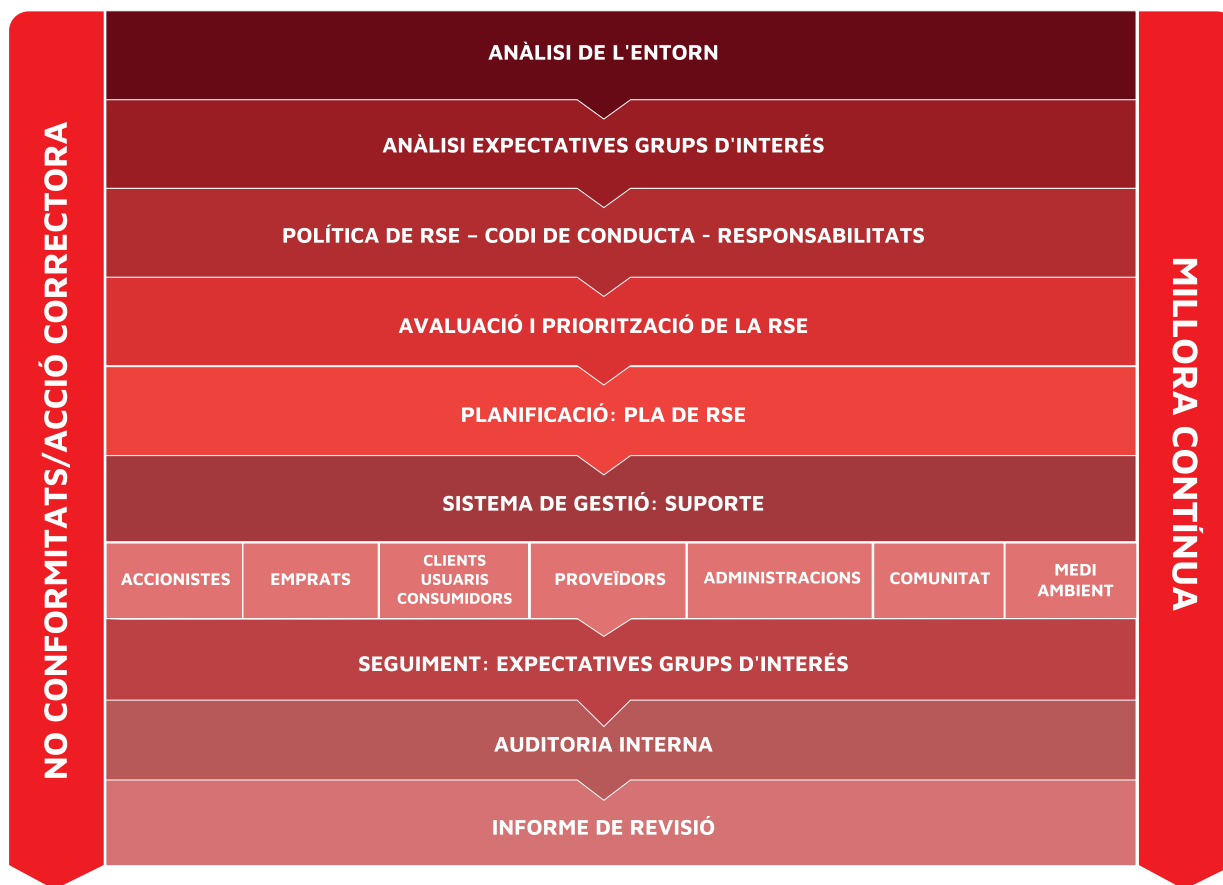 ANÀLISI DE L'ENTORN
ANÀLISI EXPECTATIVES GRUPS D'INTERÉS
POLÍTICA DE RSE – CODI DE CONDUCTA - RESPONSABILITATS
AVALUACIÓ I PRIORITZACIÓ DE LA RSE
PLANIFICACIÓ: PLA DE RSE
SISTEMA DE GESTIÓ: SUPORTE
ACCIONISTES
EMPRATS
CLIENTS
USUARIS
CONSUMIDORS
PROVEÏDORS
ADMINISTRACIONS
COMUNITAT
MEDI
AMBIENT
SEGUIMENT: EXPECTATIVES GRUPS D'INTERÉS
AUDITORIA INTERNA
INFORME DE REVISIÓ
NO CONFORMITATS/ACCIÓ CORRECTORA
MILLORA CONTÍNUA